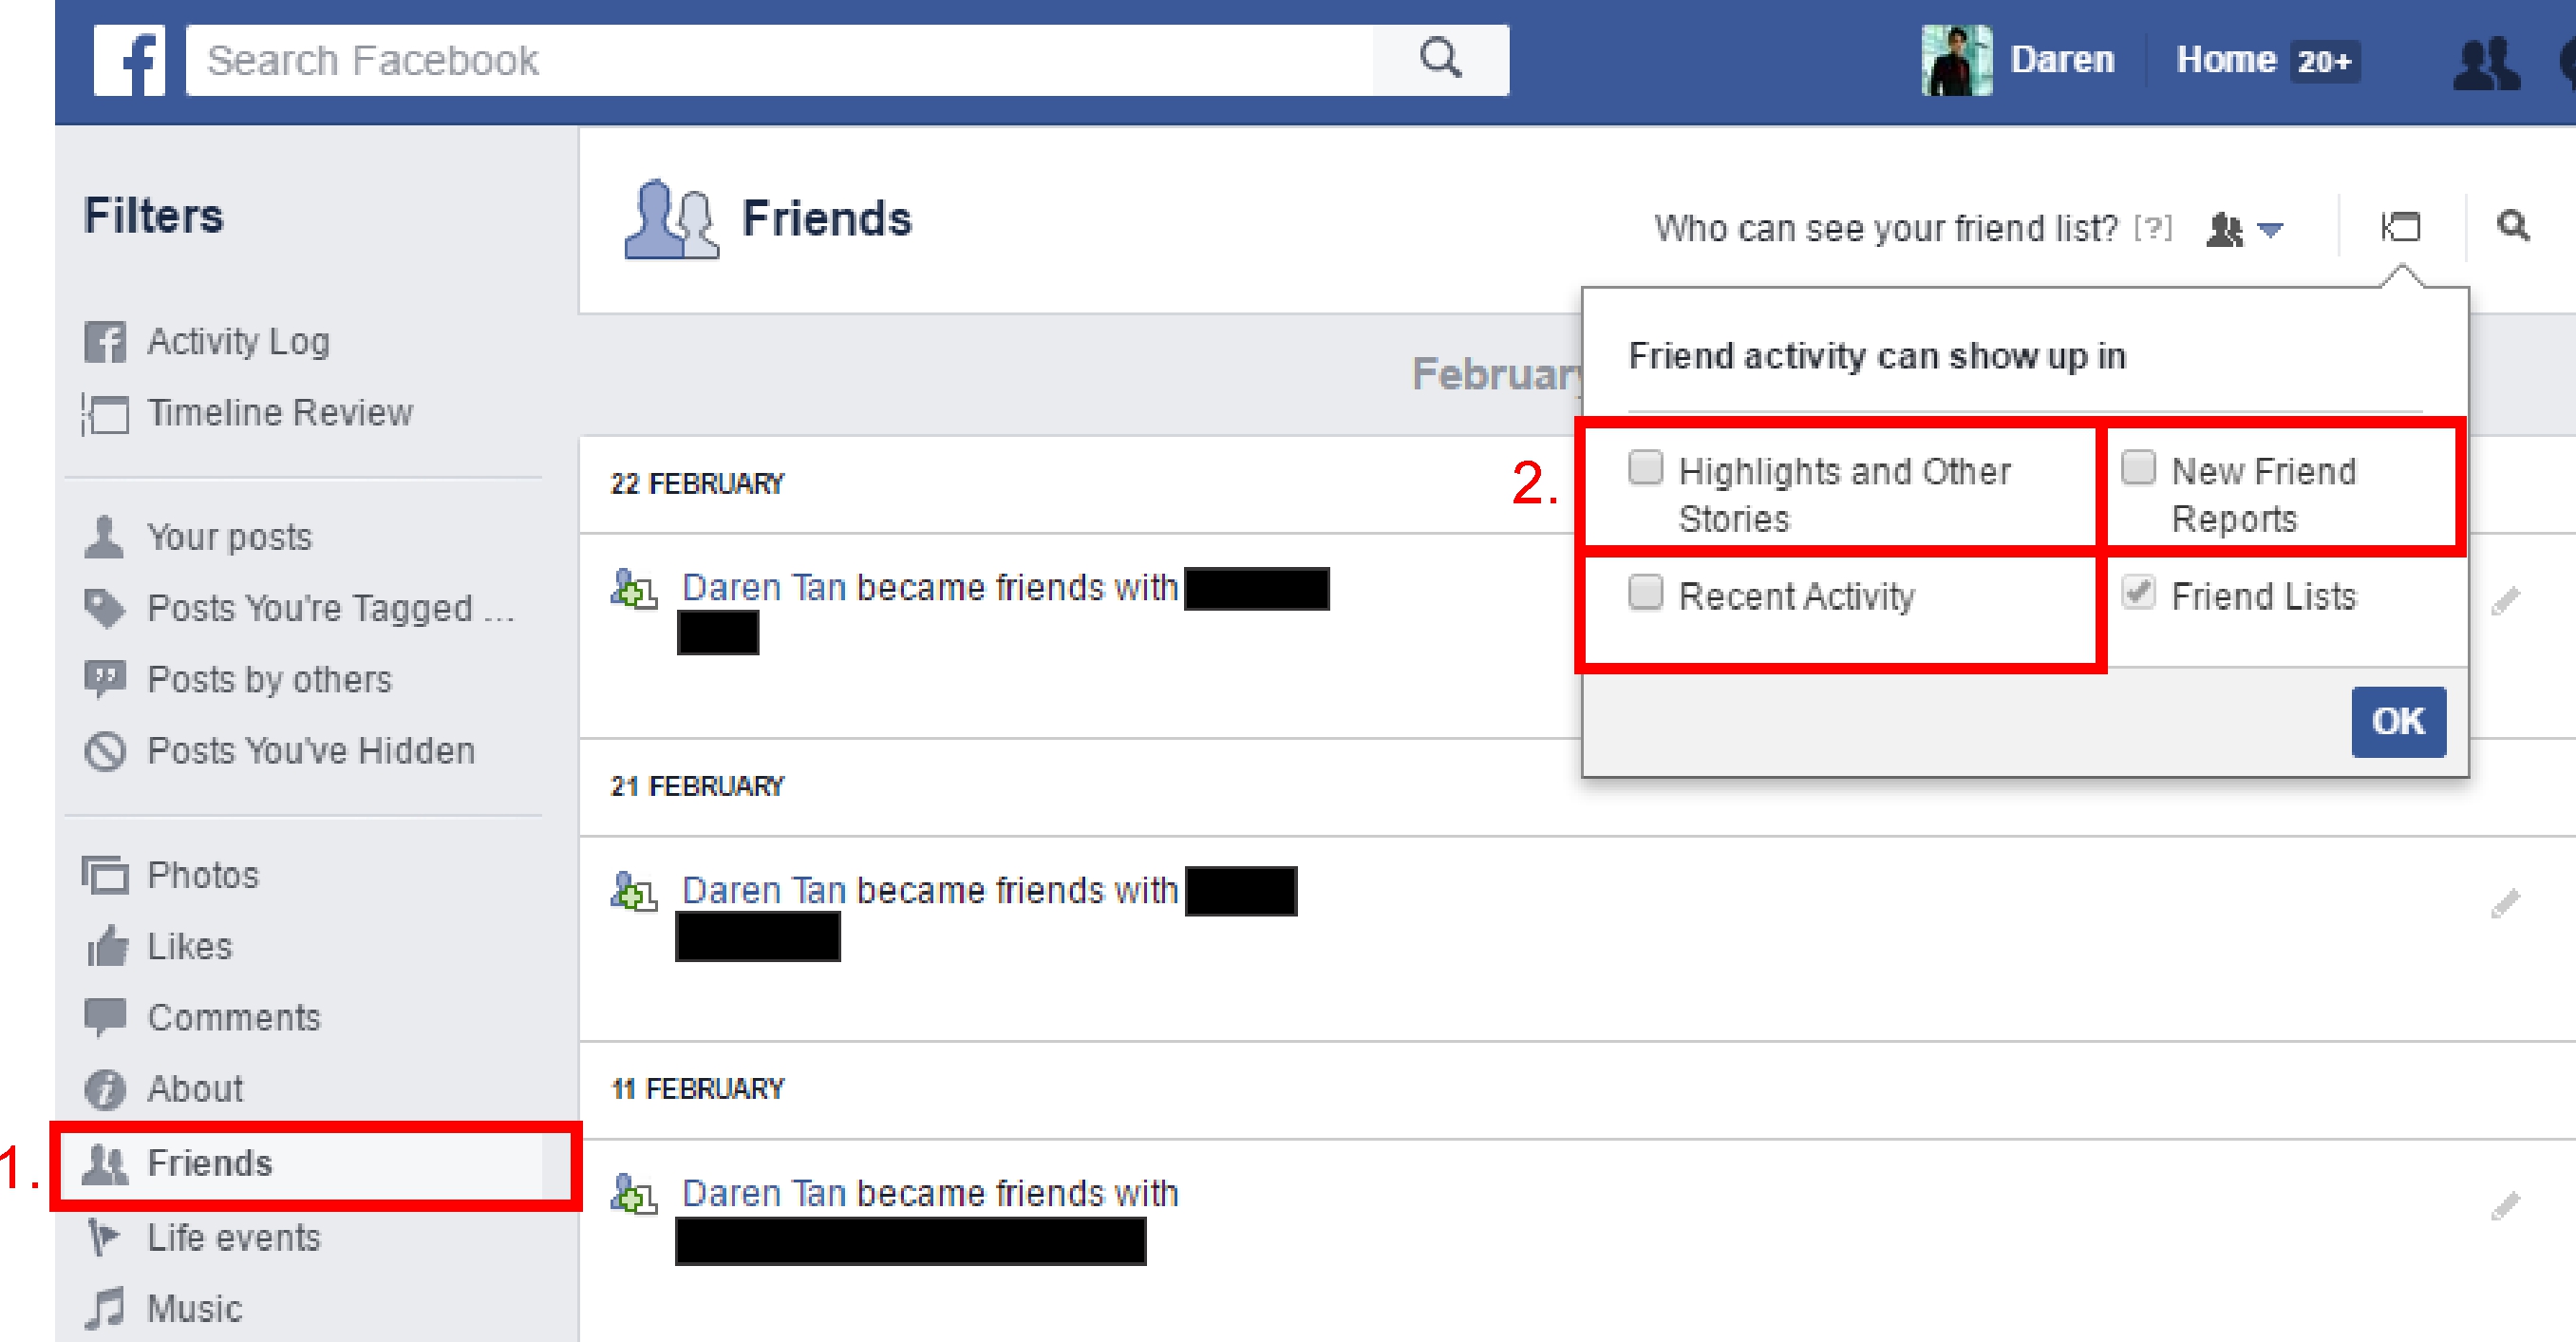 f
Search Facebook
Daren
Home 20+
Filters
Activity Log
Timeline Review
Your posts
Posts You're Tagged ...
Posts by others
Posts You've Hidden
Photos
Likes
Comments
About
1.
Friends
Life events
Music
Friends
Who can see your friend list? [?]
22 FEBRUARY
Daren Tan became friends with
21 FEBRUARY
Daren Tan became friends with
11 FEBRUARY
Daren Tan became friends with
Friend activity can show up in
2.
Highlights and Other
Stories
New Friend
Reports
Recent Activity
Friend Lists
OK